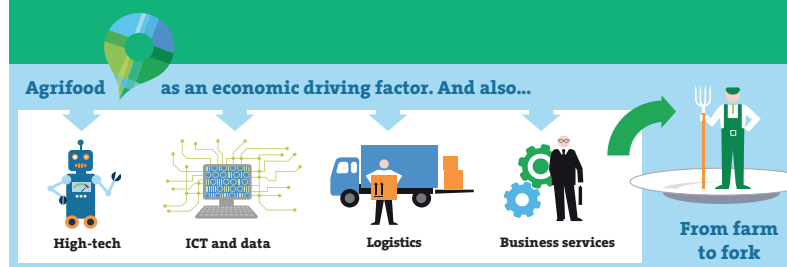 Agrifood as an economic driving factor. And also...
High-tech
ICT and data
Logistics
Business services
From farm
to fork